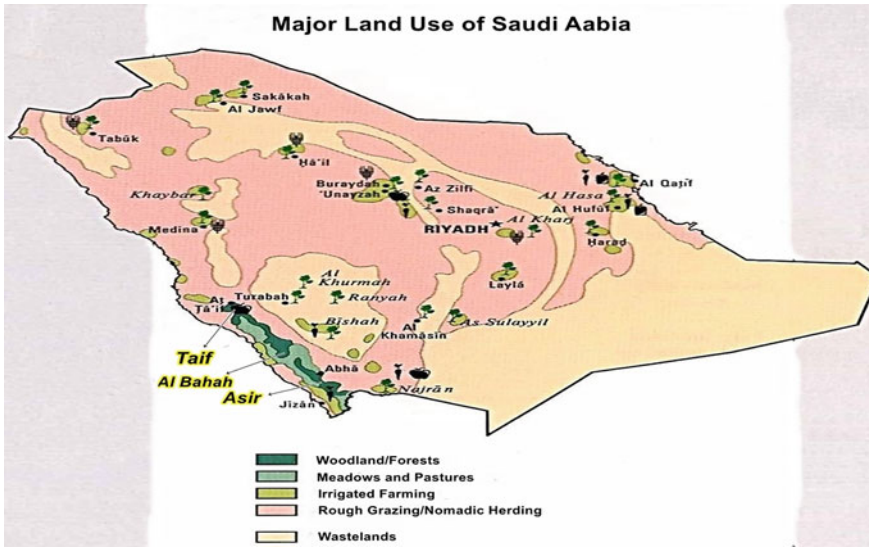 Major Land Use of Saudi Aabia
Sakākah
Al Jawf
Tabūk
Ḥā'il
Buraydah
'Unayzah
Az Zilfi
Shaqrā'
Al Qaṭīf
Al Hasa
Al Hufūf
Khaybar
Medina
RIYADH
Al Kharj
Ḥarad
Laylā
Al
Khurmah
Aṭ
Ṭā'if
Turabah
Ranyah
Bīshah
Al
Khamāsīn
As Sulayyil
Taif
Al Bahah
Asir
Abhā
Najrān
Jīzān
Woodland/Forests
Meadows and Pastures
Irrigated Farming
Rough Grazing/Nomadic Herding
Wastelands